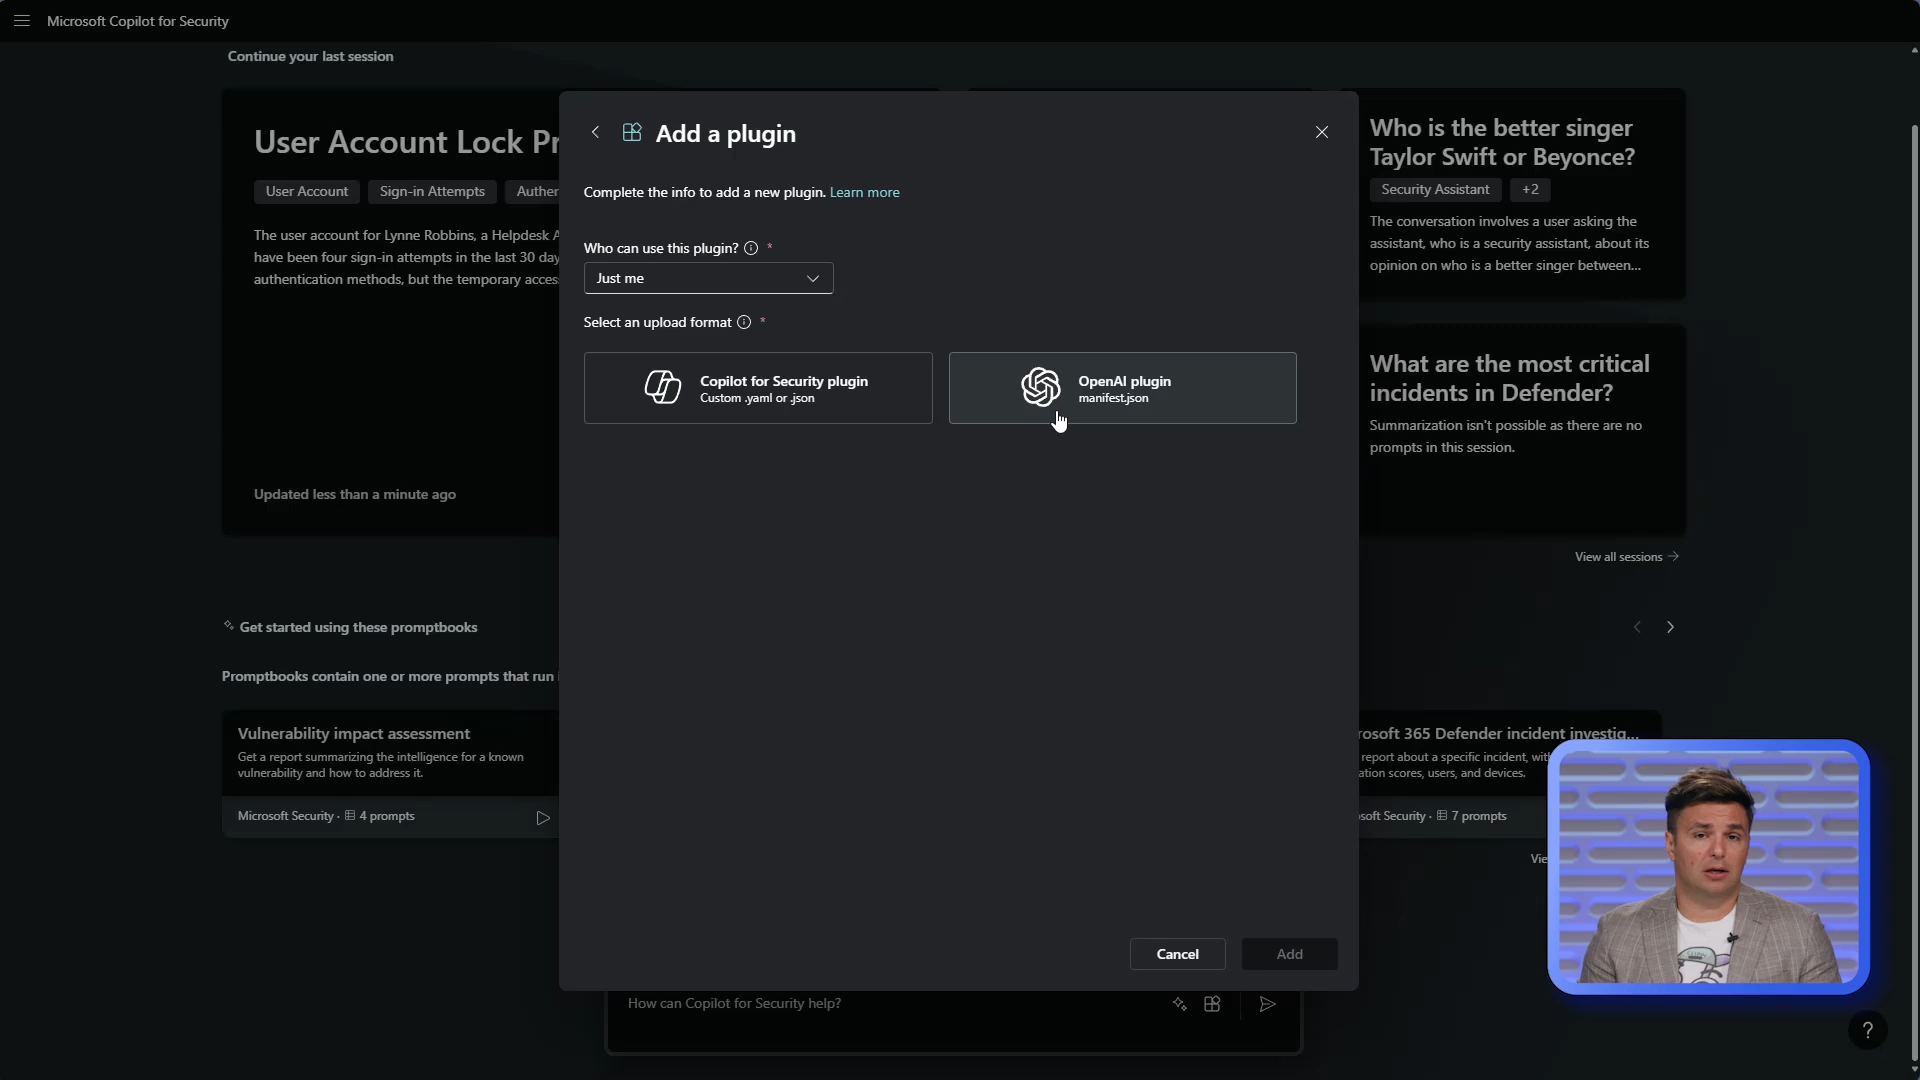 Microsoft Copilot for Security
Continue your last session
User Account Lock Pr
User Account
Sign-in Attempts
Auther
The user account for Lynne Robbins, a Helpdesk A
have been four sign-in attempts in the last 30 day
authentication methods, but the temporary acces
Updated less than a minute ago
Add a plugin
Complete the info to add a new plugin. Learn more
Who can use this plugin? *
Just me
Select an upload format *
Copilot for Security plugin
Custom .yaml or .json
OpenAI plugin
manifest.json
Cancel
Add
Who is the better singer
Taylor Swift or Beyonce?
Security Assistant
+2
The conversation involves a user asking the
assistant, who is a security assistant, about its
opinion on who is a better singer between...
What are the most critical
incidents in Defender?
Summarization isn't possible as there are no
prompts in this session.
View all sessions
Get started using these promptbooks
Promptbooks contain one or more prompts that run i
Vulnerability impact assessment
Get a report summarizing the intelligence for a known
vulnerability and how to address it.
Microsoft Security · 4 prompts
rosoft 365 Defender incident investig...
report about a specific incident, wit
ation scores, users, and devices.
osoft Security · 7 prompts
Vie
How can Copilot for Security help?
?